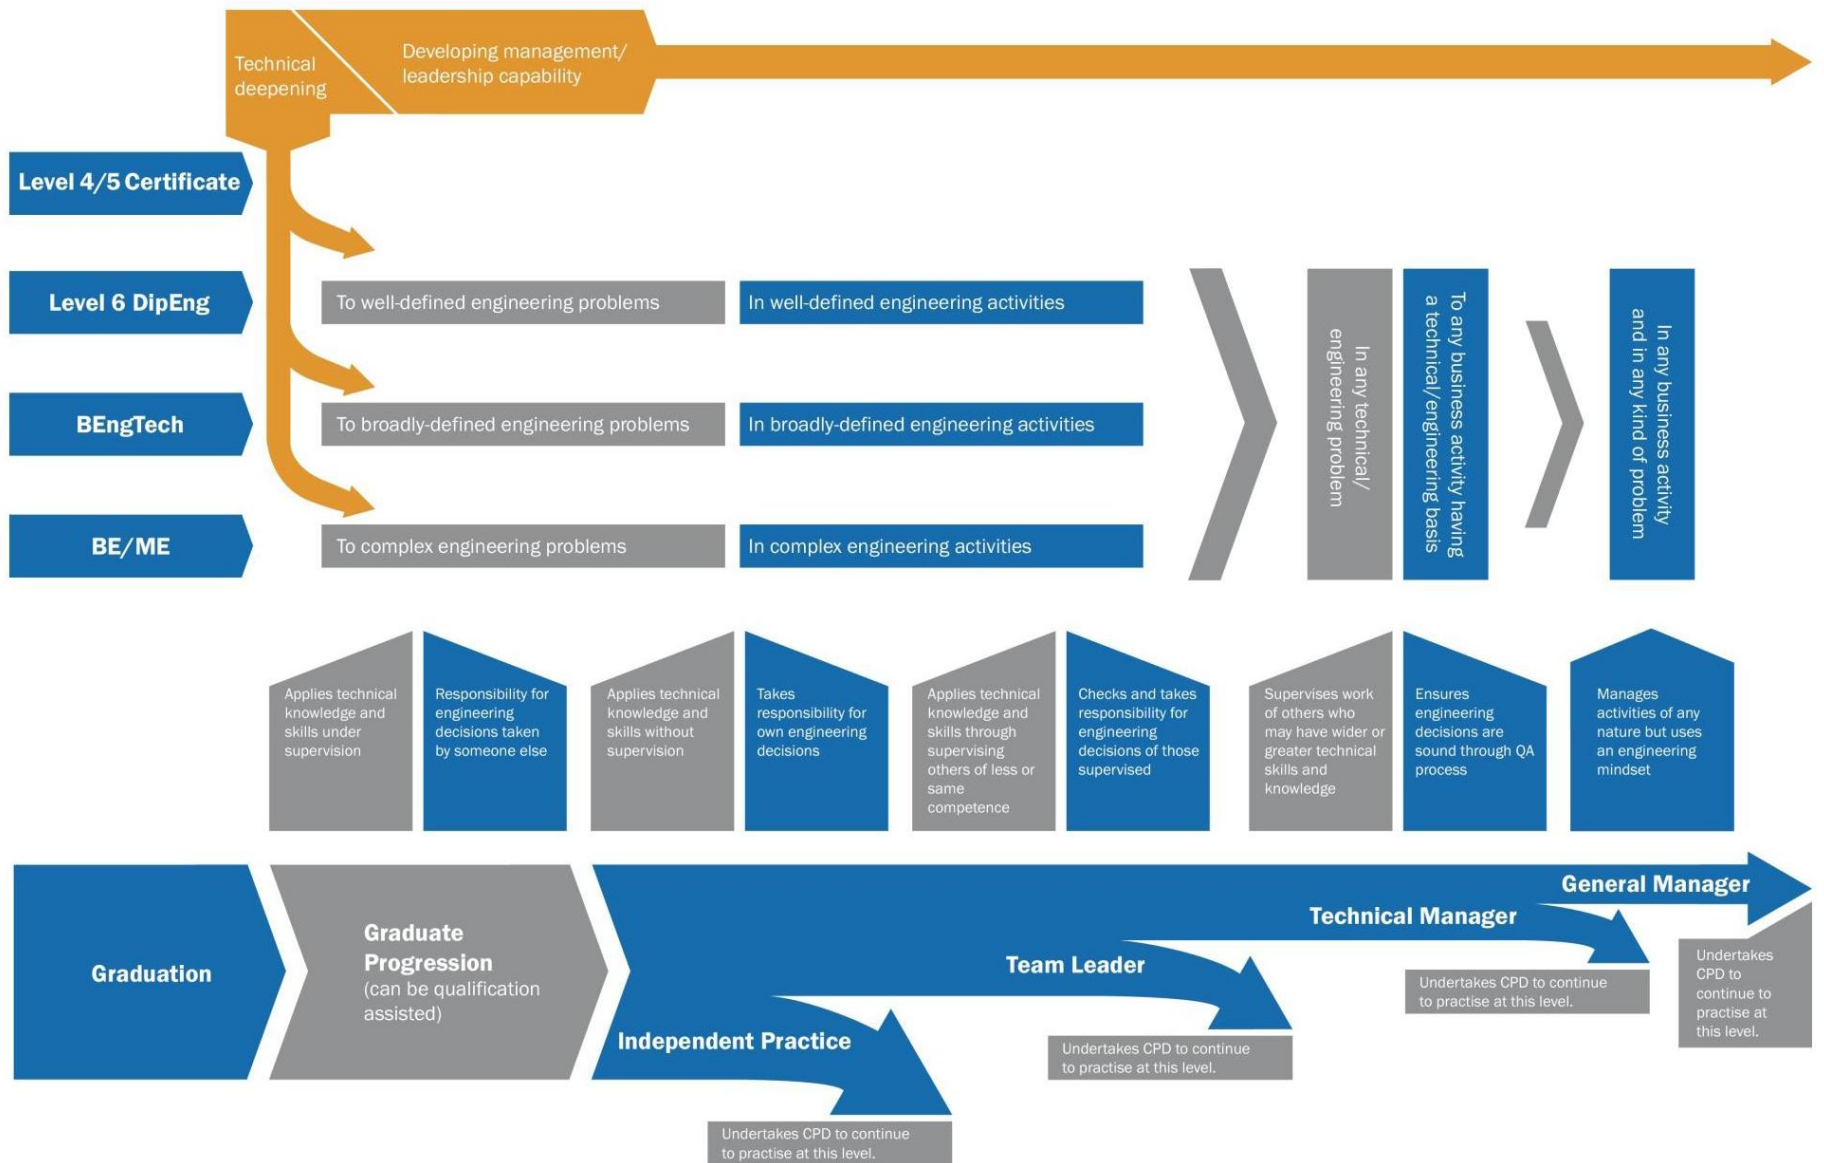 Technical
deepening
Developing management/
leadership capability
Level 4/5 Certificate
Level 6 DipEng
To well-defined engineering problems
In well-defined engineering activities
BEngTech
To broadly-defined engineering problems
In broadly-defined engineering activities
BE/ME
To complex engineering problems
In complex engineering activities
In any technical/
engineering problem
To any business activity having
a technical/engineering basis
In any business activity
and in any kind of problem
Applies technical
knowledge and
skills under
supervision
Responsibility for
engineering
decisions taken
by someone else
Applies technical
knowledge and
skills without
supervision
Takes
responsibility for
own engineering
decisions
Applies technical
knowledge and
skills through
supervising
others of less or
same
competence
Checks and takes
responsibility for
engineering
decisions of those
supervised
Supervises work
of others who
may have wider or
greater technical
skills and
knowledge
Ensures
engineering
decisions are
sound through QA
process
Manages
activities of any
nature but uses
an engineering
mindset
Graduation
Graduate
Progression
(can be qualification
assisted)
Independent Practice
Undertakes CPD to continue
to practise at this level.
Team Leader
Undertakes CPD to continue
to practise at this level.
Technical Manager
Undertakes CPD to continue
to practise at this level.
General Manager
Undertakes
CPD to
continue to
practise at
this level.